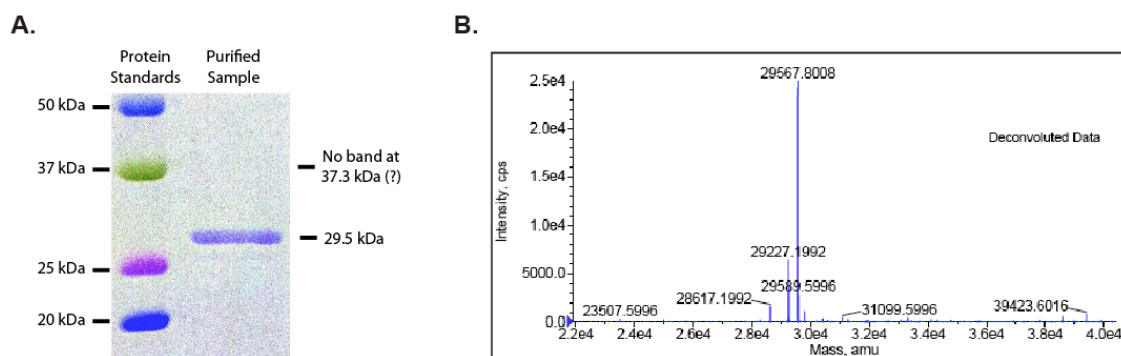 A.
Protein
Standards
Purified
Sample
50 kDa
37 kDa
25 kDa
20 kDa
No band at
37.3 kDa (?)
29.5 kDa
B.
29567.8008
2.5e4
2.0e4
1.5e4
1.0e4
5000.0
0.0
Intensity, cps
Deconvoluted Data
29227.1992
29589.5996
28617.1992
23507.5996
31099.5996
39423.6016
2.2e4
2.4e4
2.6e4
2.8e4
3.0e4
3.2e4
3.4e4
3.6e4
3.8e4
4.0e4
Mass, amu